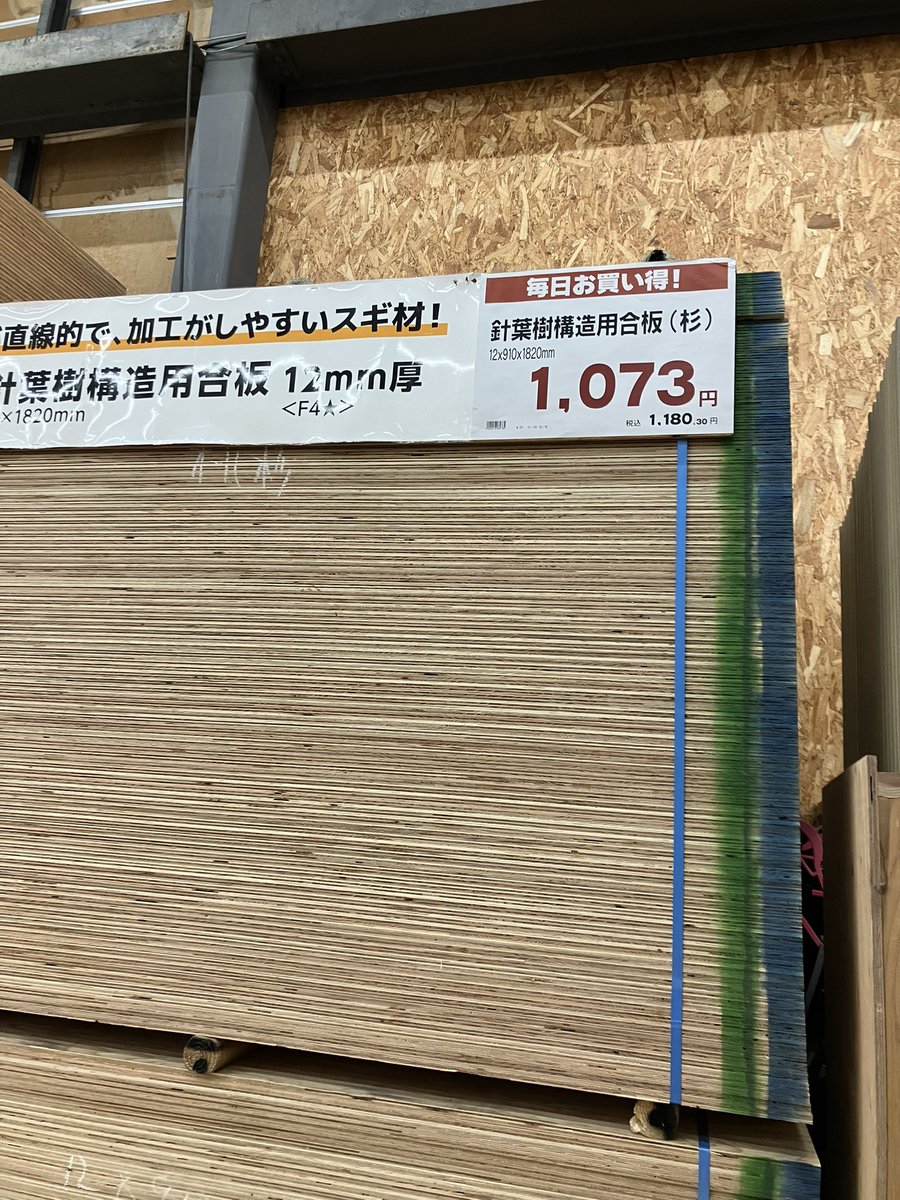 直線的で、加工がしやすいスギ材!
針葉樹構造用合板 12mm厚
×1820mm
<F4★>
毎日お買い得!
針葉樹構造用合板(杉)
12x910x1820mm
1,073円
税込 1,180.30円